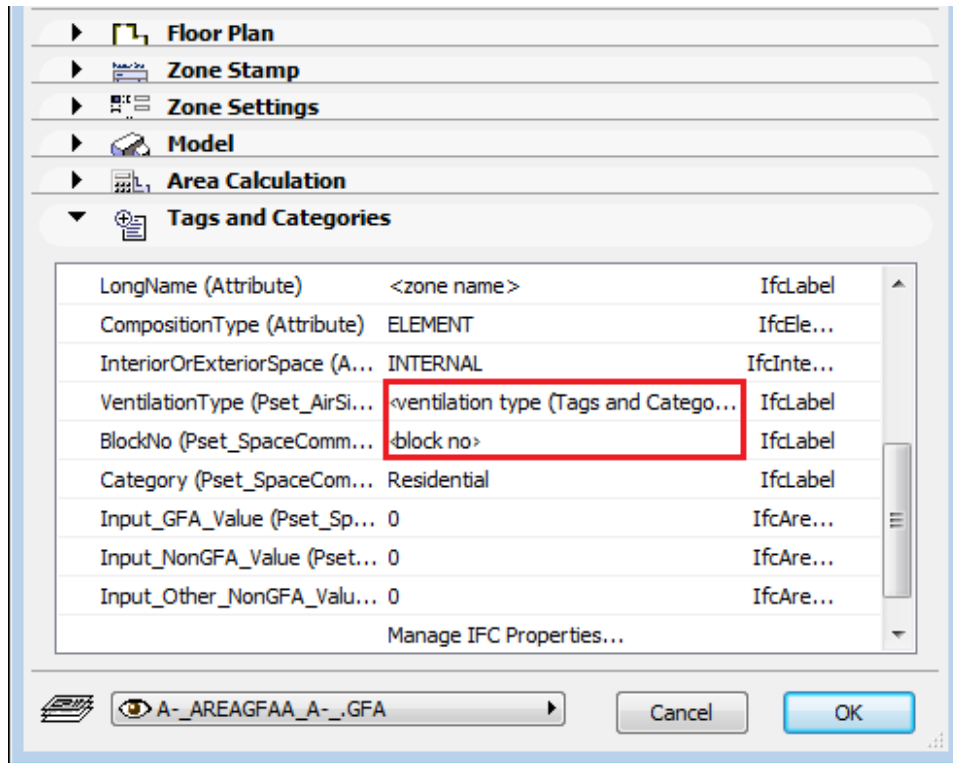 Floor Plan
Zone Stamp
Zone Settings
Model
Area Calculation
Tags and Categories
LongName (Attribute) <zone name> IfcLabel
CompositionType (Attribute) ELEMENT IfcEle...
InteriorOrExteriorSpace (A... INTERNAL IfcInte...
VentilationType (Pset_AirSi... <ventilation type (Tags and Catego... IfcLabel
BlockNo (Pset_SpaceComm... <block no> IfcLabel
Category (Pset_SpaceCom... Residential IfcLabel
Input_GFA_Value (Pset_Sp... 0 IfcAre...
Input_NonGFA_Value (Pset... 0 IfcAre...
Input_Other_NonGFA_Valu... 0 IfcAre...
Manage IFC Properties...
A-_AREAGFAA_A-_.GFA Cancel OK